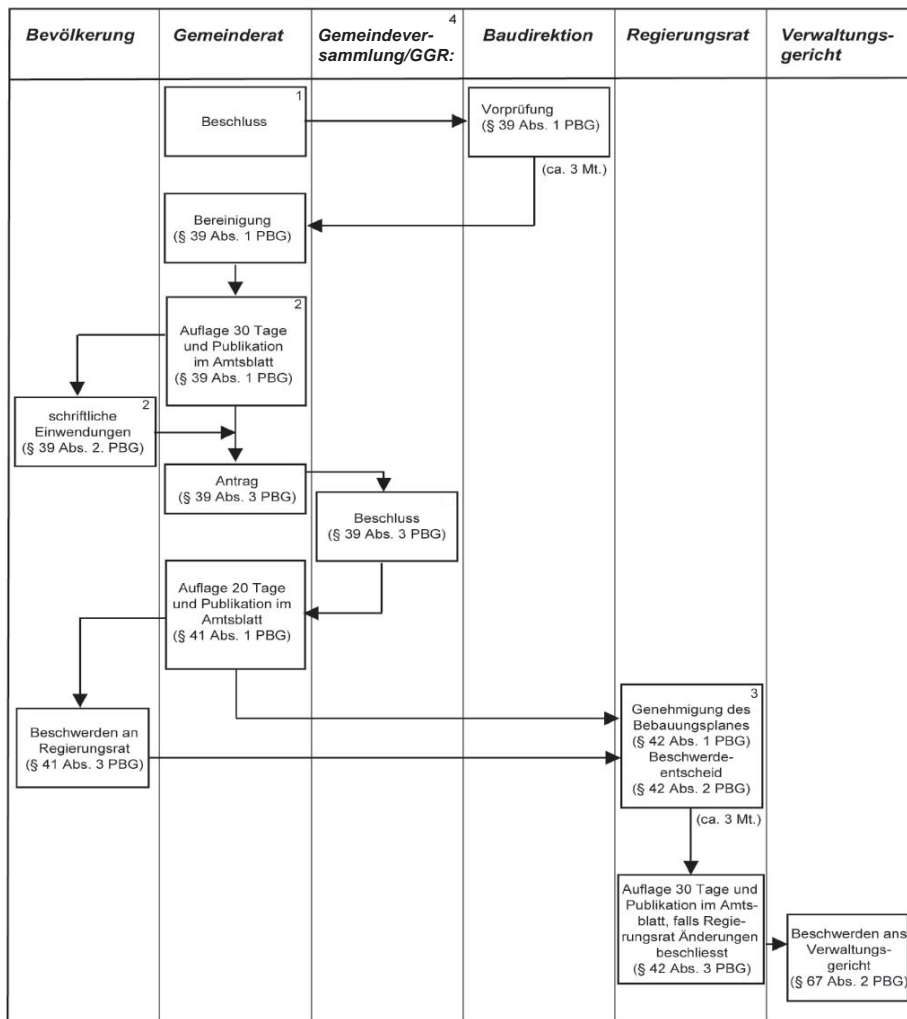 Bevölkerung
Gemeinderat
4
Gemeindever-
sammlung/GGR:
Baudirektion
Regierungsrat
Verwaltungs-
gericht
1
Beschluss
Vorprüfung
(§ 39 Abs. 1 PBG)
(ca. 3 Mt.)
Bereinigung
(§ 39 Abs. 1 PBG)
2
Auflage 30 Tage
und Publikation
im Amtsblatt
(§ 39 Abs. 1 PBG)
2
schriftliche
Einwendungen
(§ 39 Abs. 2. PBG)
Antrag
(§ 39 Abs. 3 PBG)
Beschluss
(§ 39 Abs. 3 PBG)
Auflage 20 Tage
und Publikation im
Amtsblatt
(§ 41 Abs. 1 PBG)
Beschwerden an
Regierungsrat
(§ 41 Abs. 3 PBG)
3
Genehmigung des
Bebauungsplanes
(§ 42 Abs. 1 PBG)
Beschwerde-
entscheid
(§ 42 Abs. 2 PBG)
(ca. 3 Mt.)
Auflage 30 Tage und
Publikation im Amts-
blatt, falls Regie-
rungsrat Änderungen
beschliesst
(§ 42 Abs. 3 PBG)
Beschwerden ans
Verwaltungs-
gericht
(§ 67 Abs. 2 PBG)